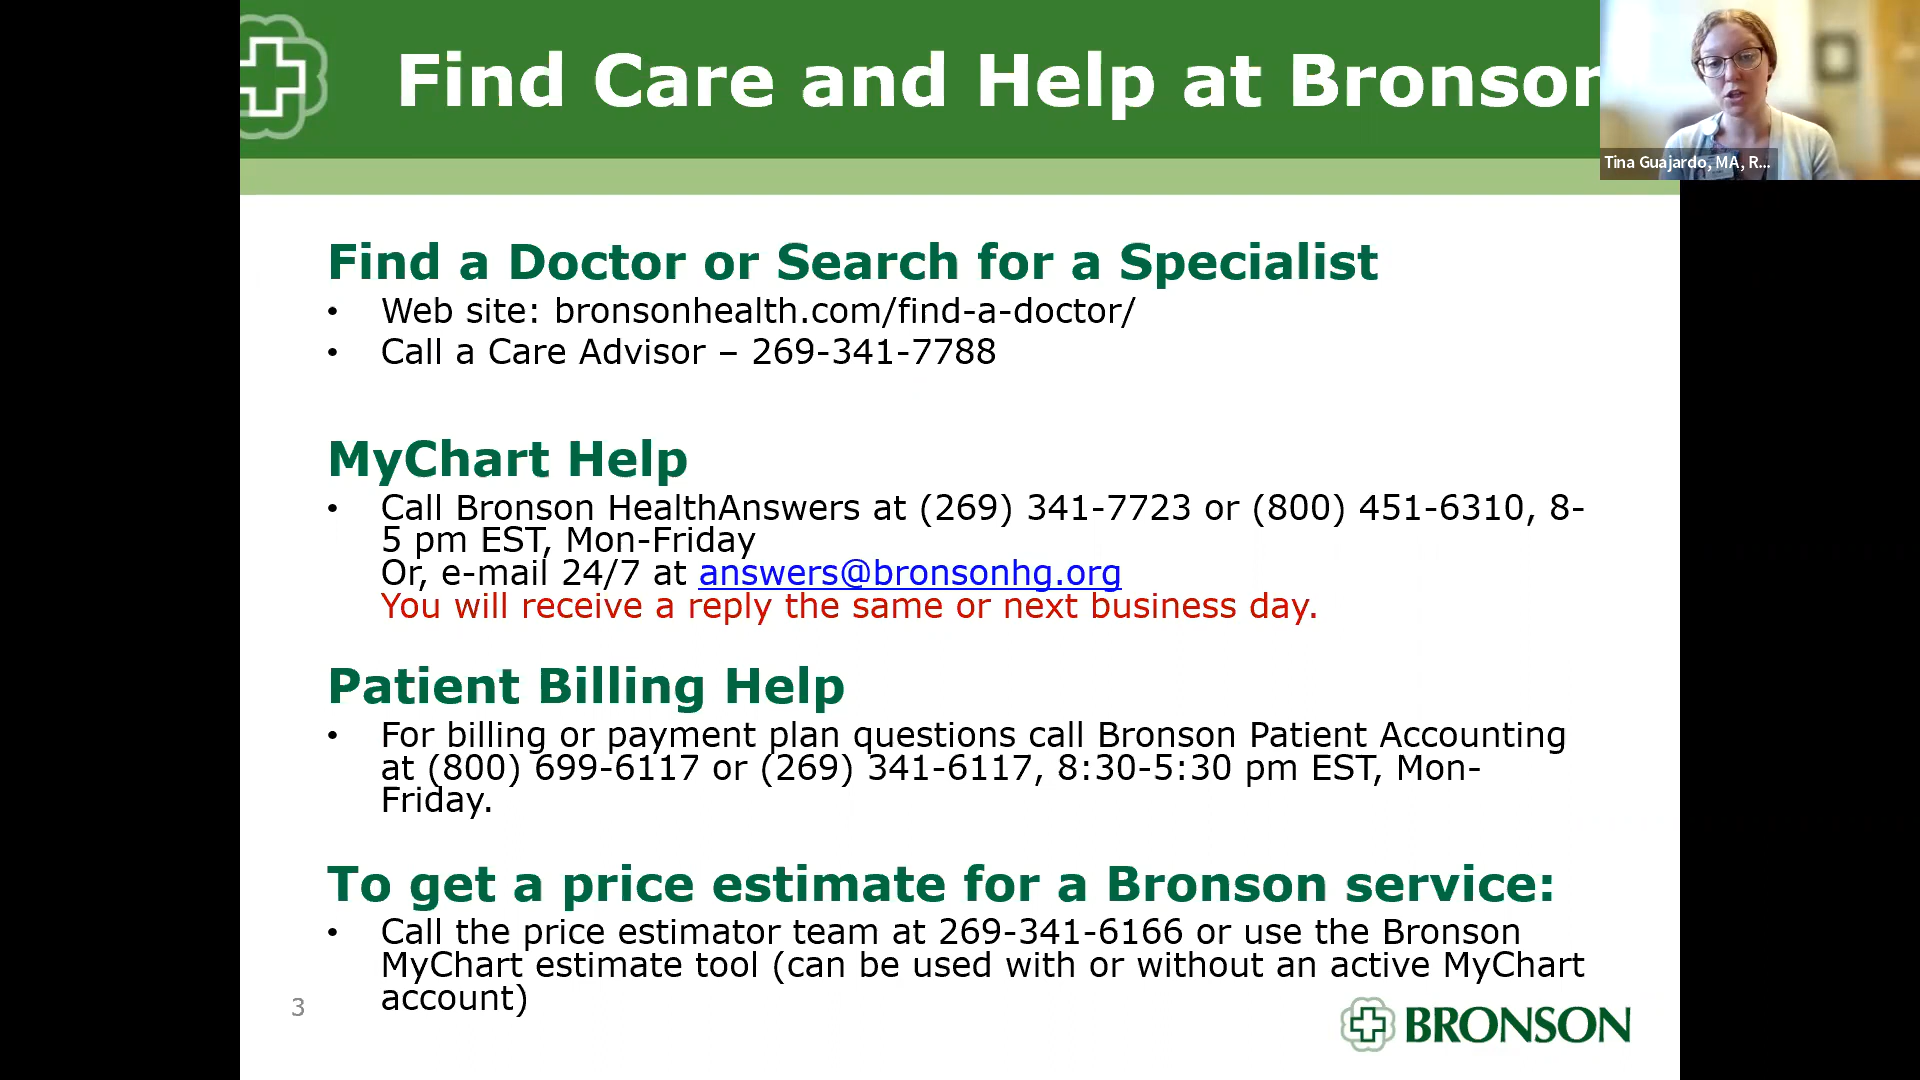 Find Care and Help at Bronson
Tina Guajardo, MA, R...
Find a Doctor or Search for a Specialist
• Web site: bronsonhealth.com/find-a-doctor/
• Call a Care Advisor – 269-341-7788
MyChart Help
• Call Bronson HealthAnswers at (269) 341-7723 or (800) 451-6310, 8-
5 pm EST, Mon-Friday
Or, e-mail 24/7 at answers@bronsonhg.org
You will receive a reply the same or next business day.
Patient Billing Help
• For billing or payment plan questions call Bronson Patient Accounting
at (800) 699-6117 or (269) 341-6117, 8:30-5:30 pm EST, Mon-
Friday.
To get a price estimate for a Bronson service:
• Call the price estimator team at 269-341-6166 or use the Bronson
MyChart estimate tool (can be used with or without an active MyChart
account)
3
BRONSON